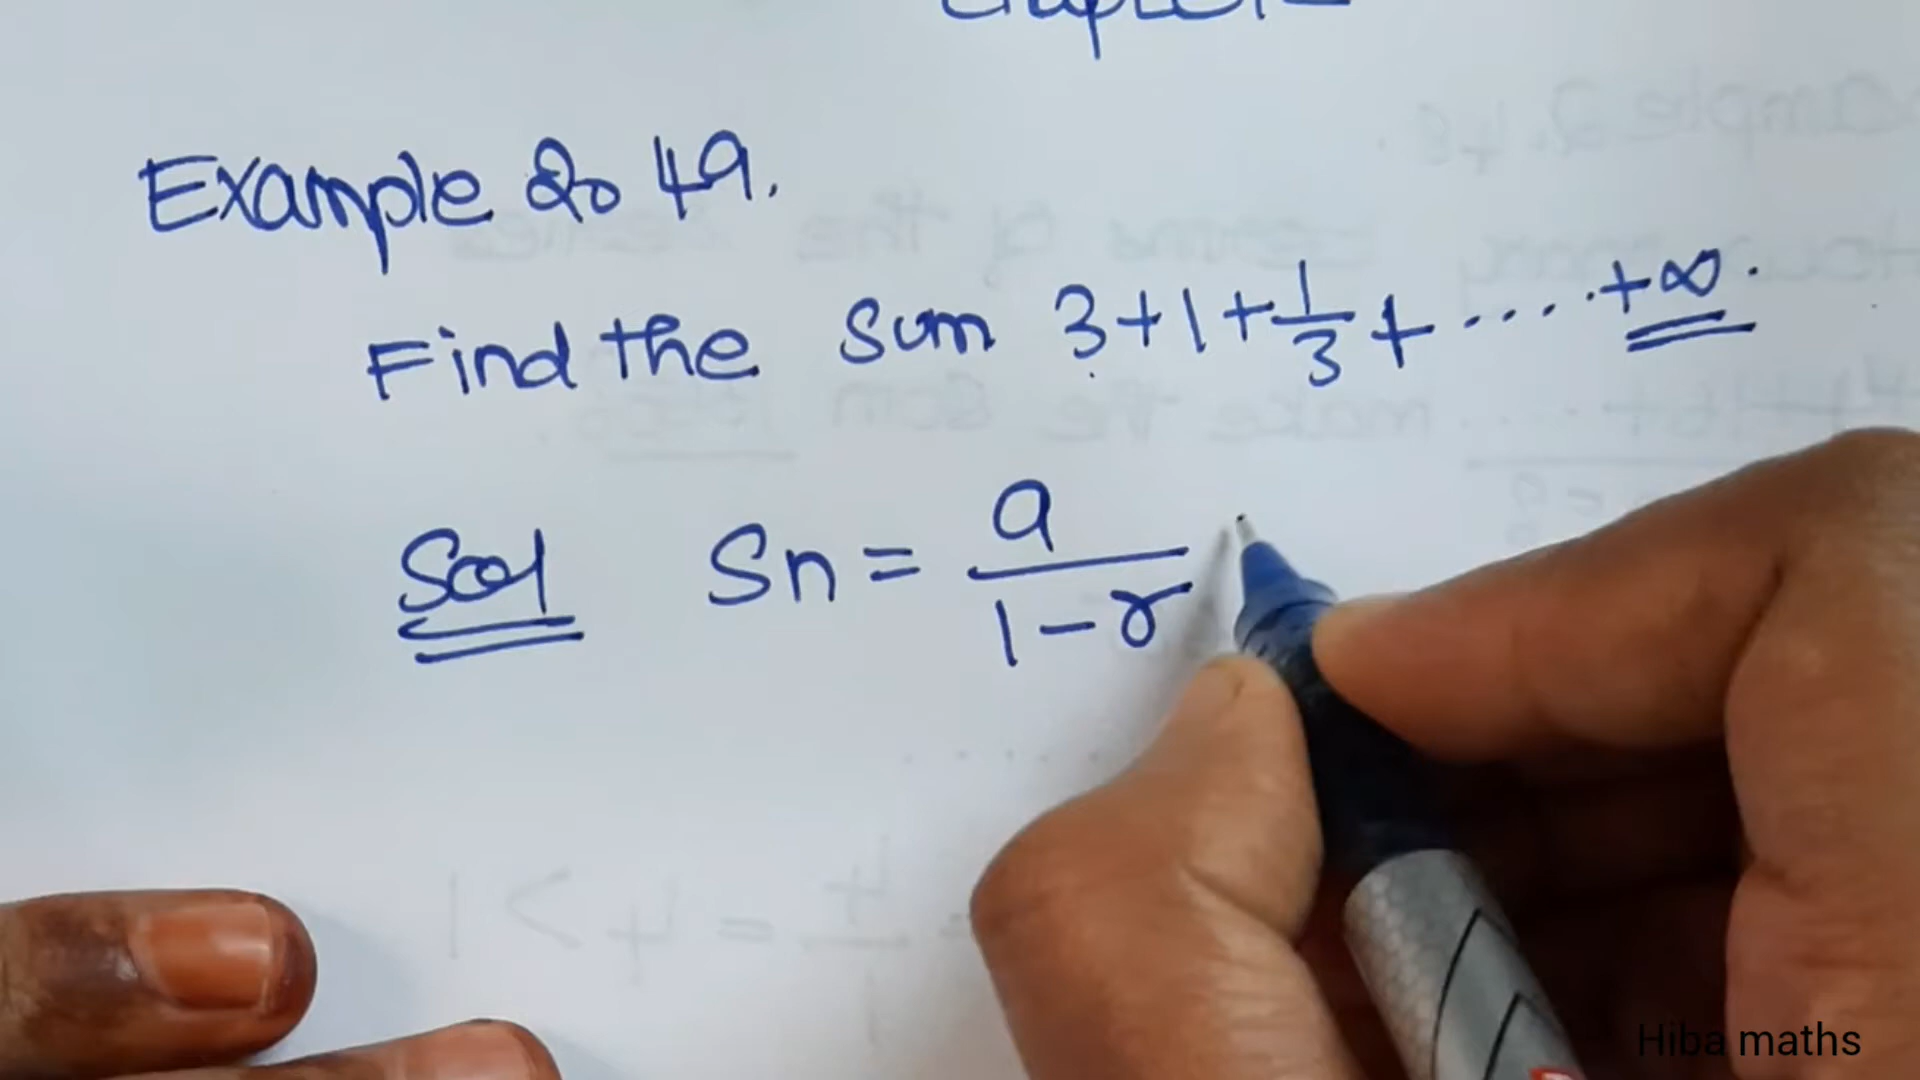 Example 2.49.
Find the sum 3+1+1/3+.....+∞.
Sol Sn = a/1-r
Hiba maths